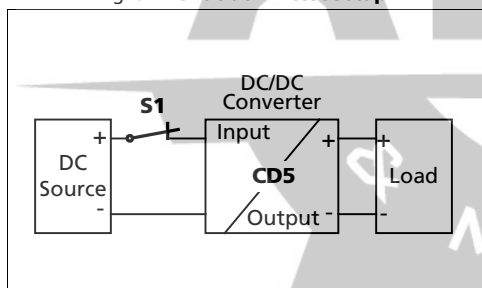 DC/DC
Converter
S1
Input
DC
Source
+
-
CD5
Output
+
-
Load
+
-